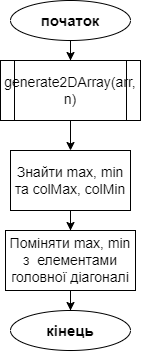 початок
generate2DArray(arr,
n)
Знайти max, min
та colMax, colMin
Поміняти max, min
з елементами
головної діагоналі
кінець